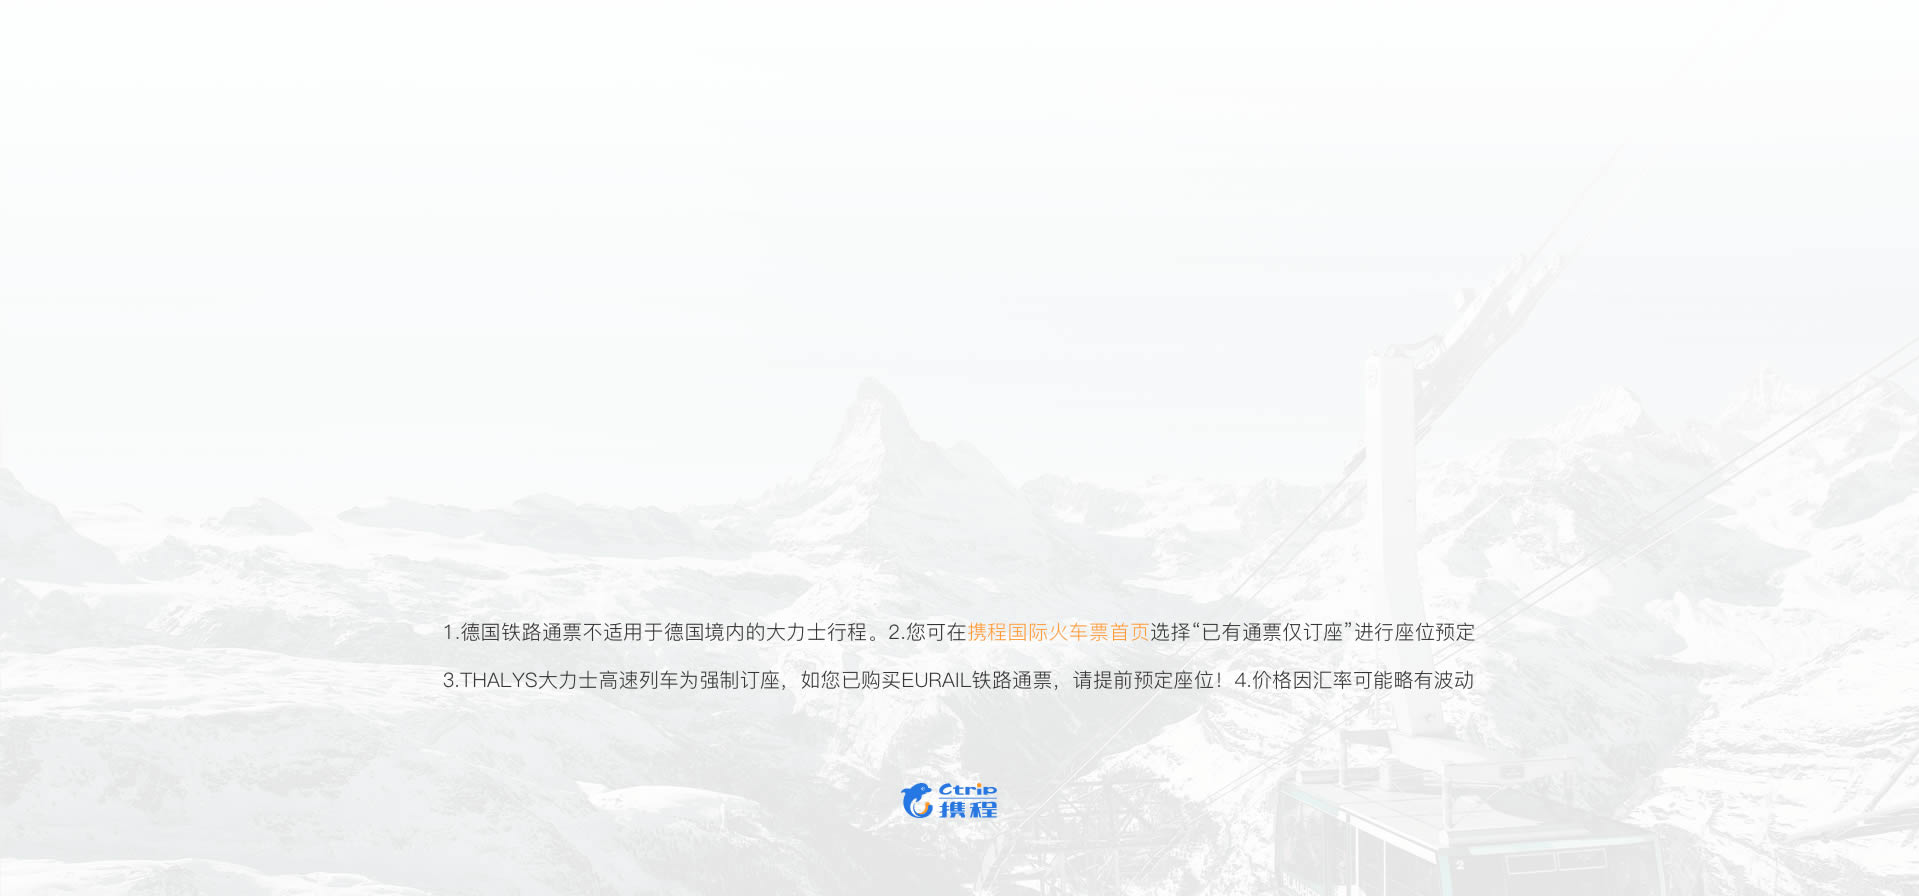 1.德国铁路通票不适用于德国境内的大力士行程。2.您可在携程国际火车票首页选择“已有通票仅订座”进行座位预定
3.THALYS大力士高速列车为强制订座，如您已购买EURAIL铁路通票，请提前预定座位！4.价格因汇率可能略有波动
Ctrip
携程
2